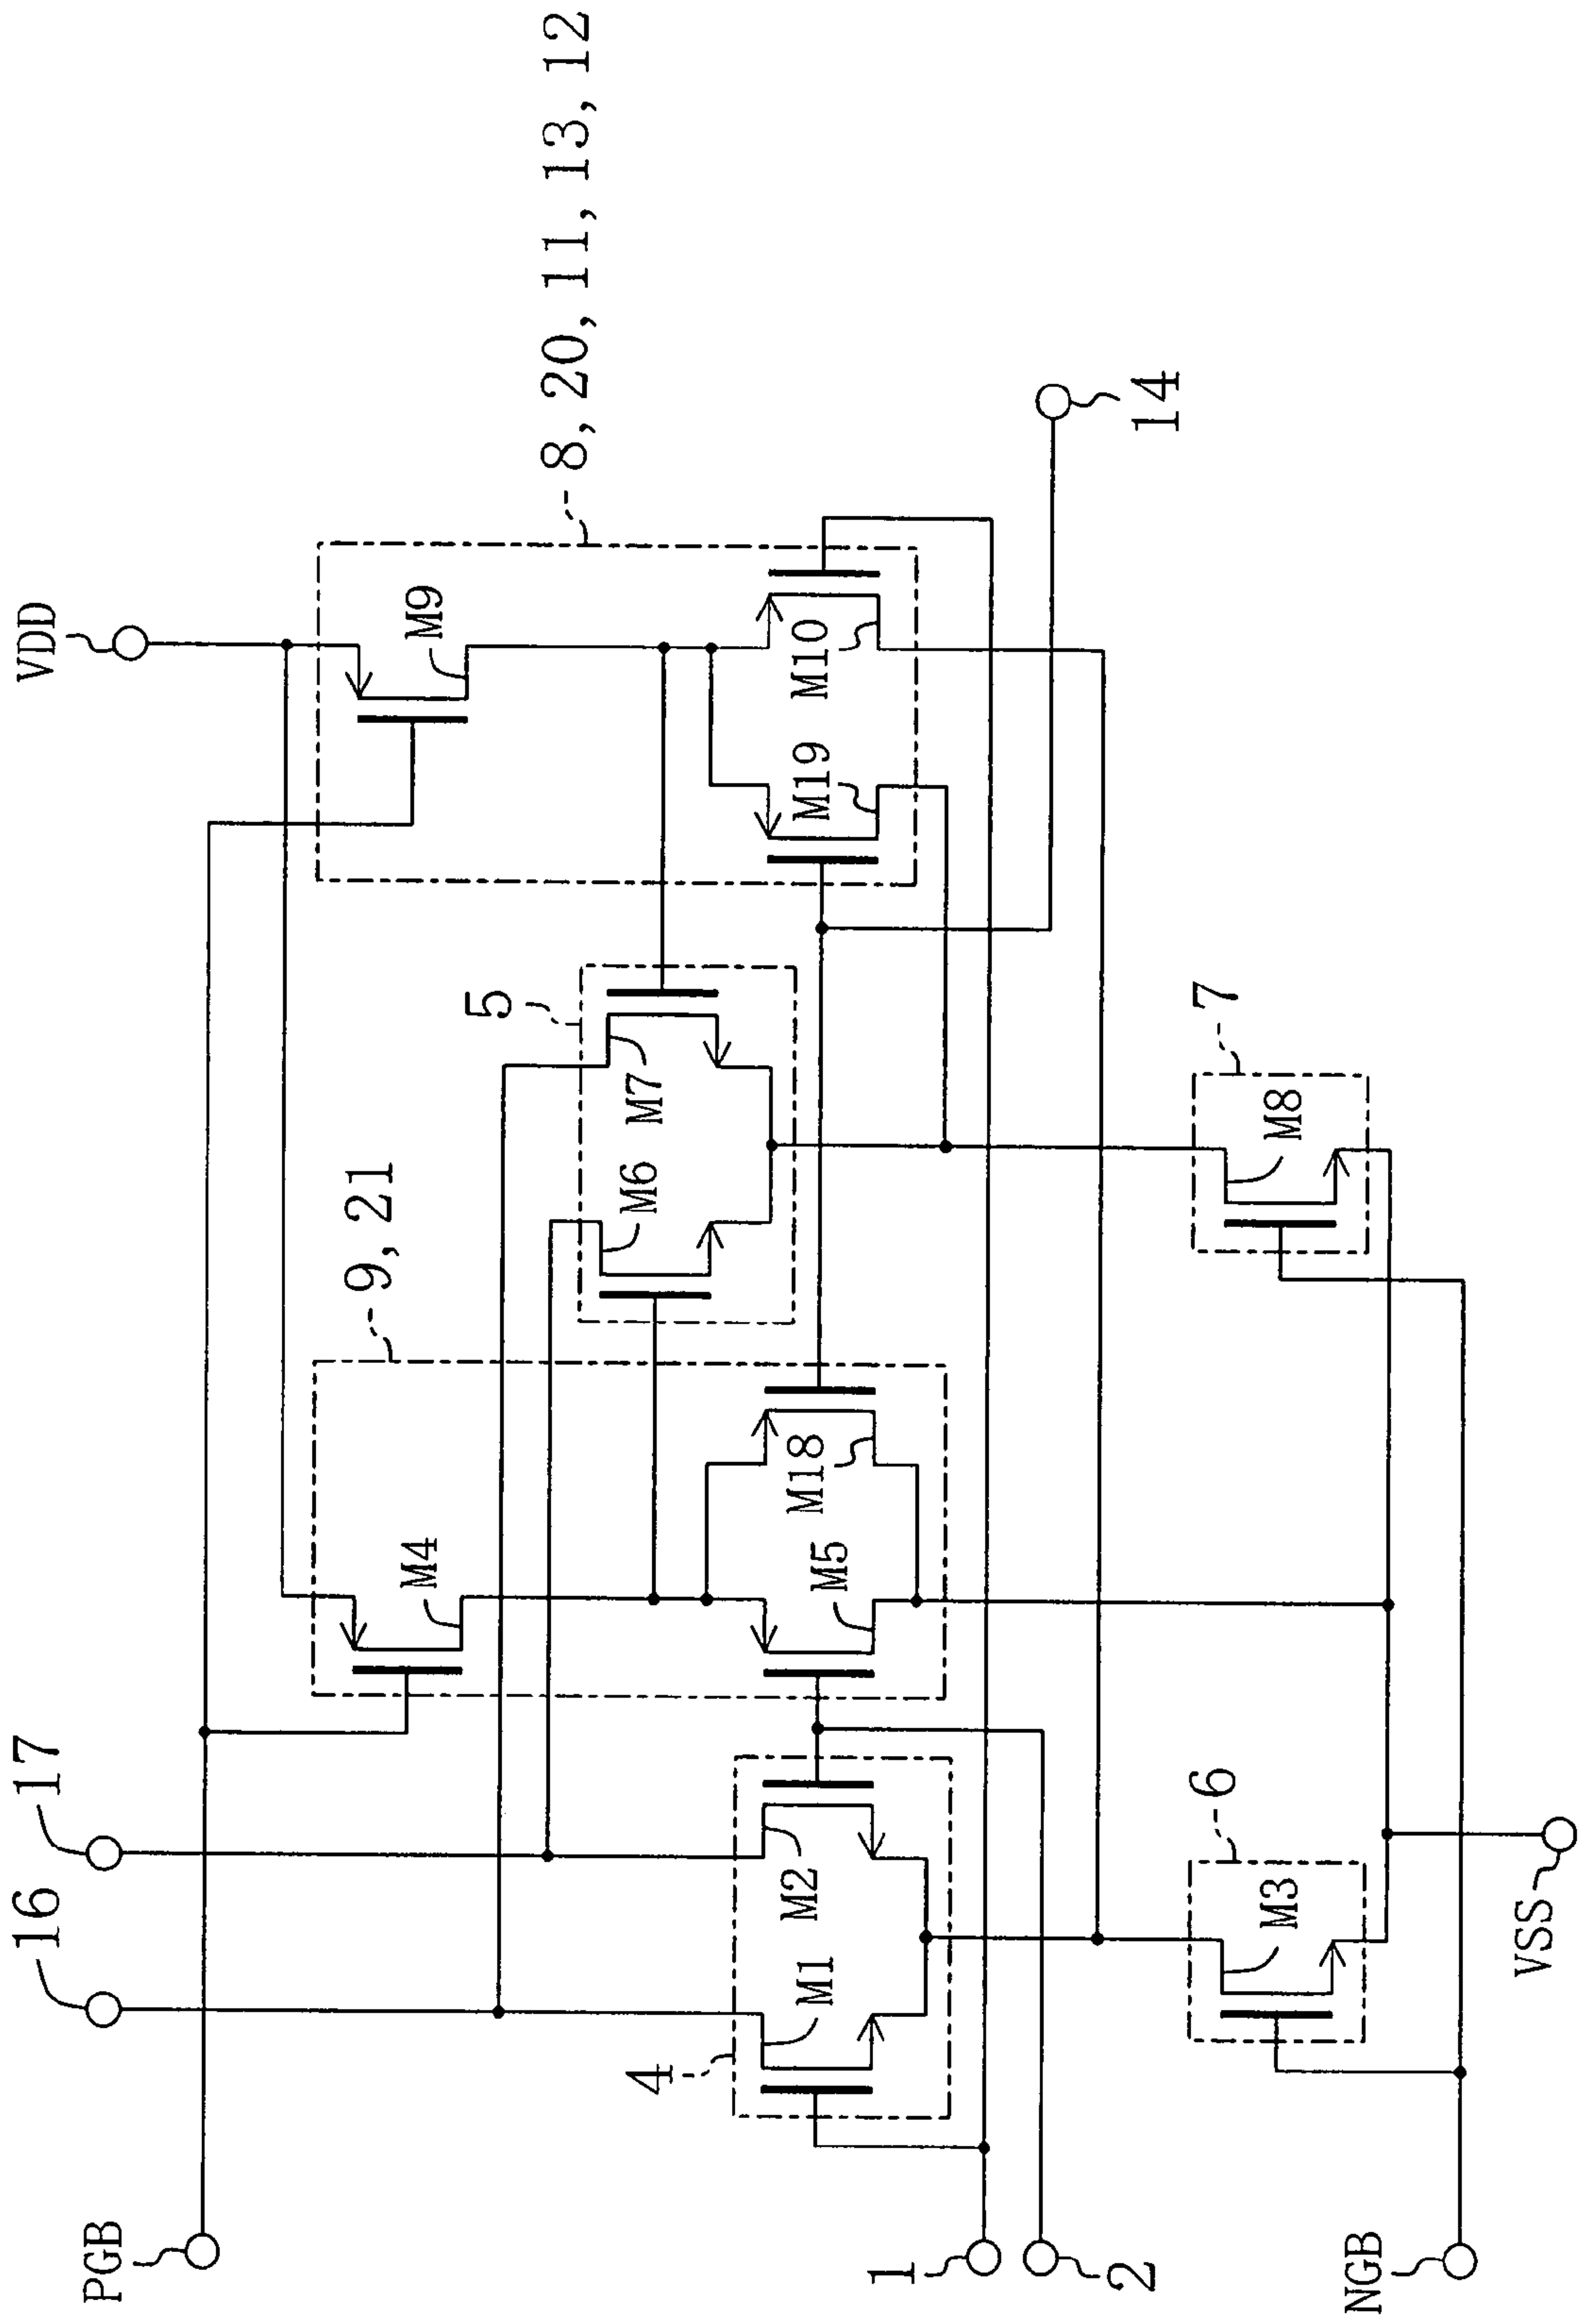 VDD
8, 20, 11, 13, 12
M9
M10
M19
14
5
M7
M6
7
M8
9, 21
M4
M18
M5
17
16
4
M2
M1
6
M3
VSS
PGB
1
2
NGB